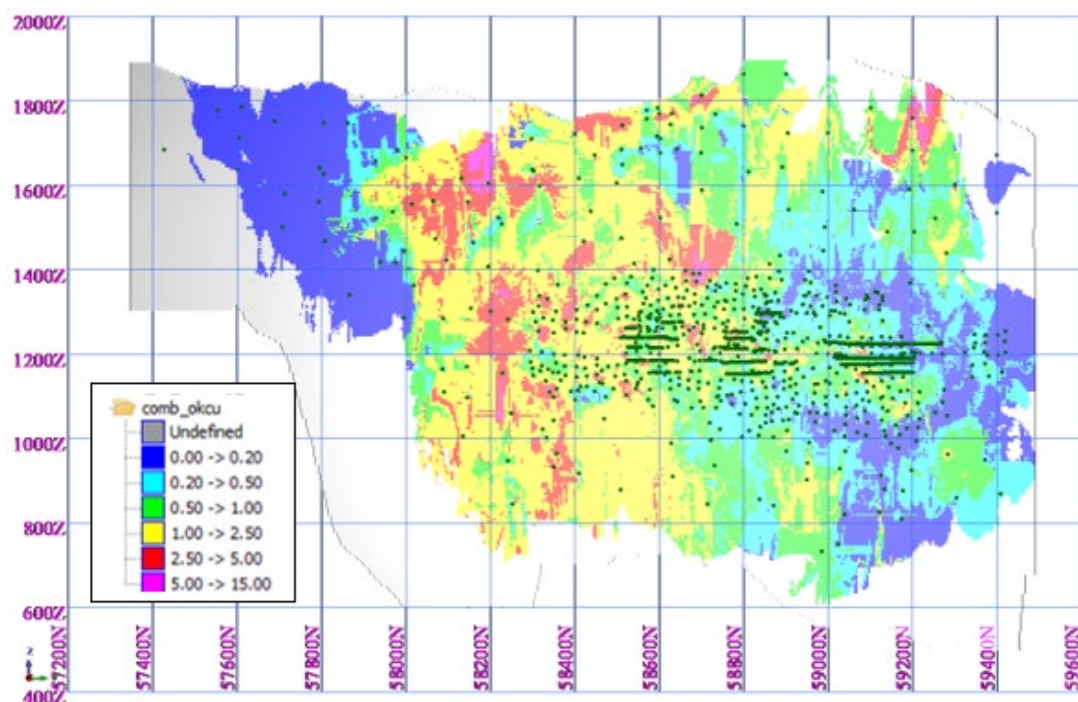 2000Z
1800Z
1600Z
1400Z
1200Z
1000Z
800Z
600Z
400Z
comb_okcu
Undefined
0.00 -> 0.20
0.20 -> 0.50
0.50 -> 1.00
1.00 -> 2.50
2.50 -> 5.00
5.00 -> 15.00
z
57200N
57400N
57600N
57800N
58000N
58200N
58400N
58600N
58800N
59000N
59200N
59400N
59600N